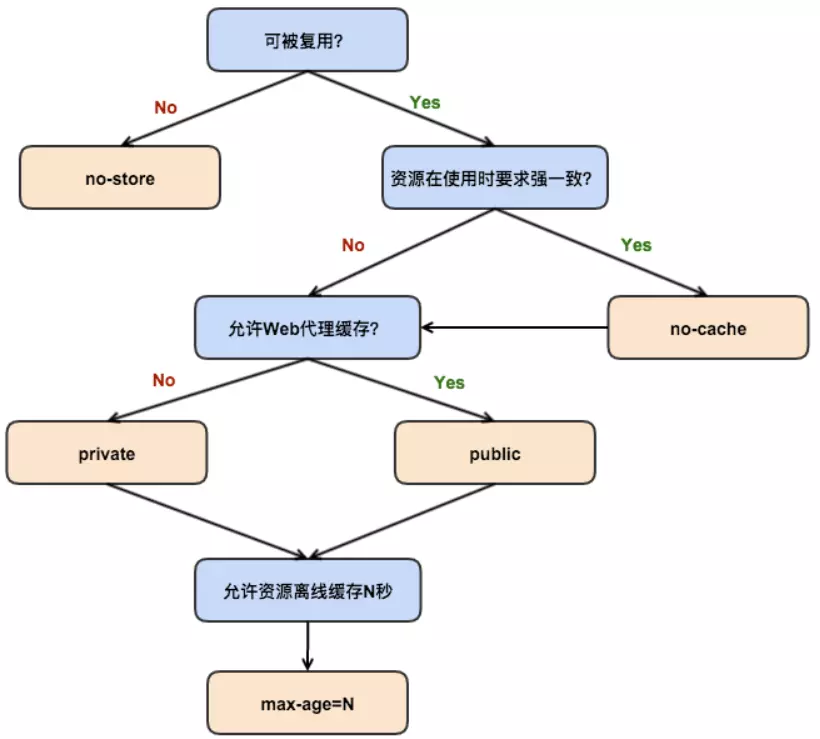 可被复用?
No
Yes
no-store
资源在使用时要求强一致?
No
Yes
允许Web代理缓存?
no-cache
No
Yes
private
public
允许资源离线缓存N秒
max-age=N